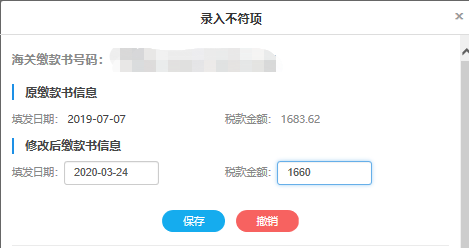 录入不符项
海关缴款书号码:
原缴款书信息
填发日期: 2019-07-07 税款金额: 1683.62
修改后缴款书信息
填发日期: 2020-03-24 税款金额: 1660
保存 撤销